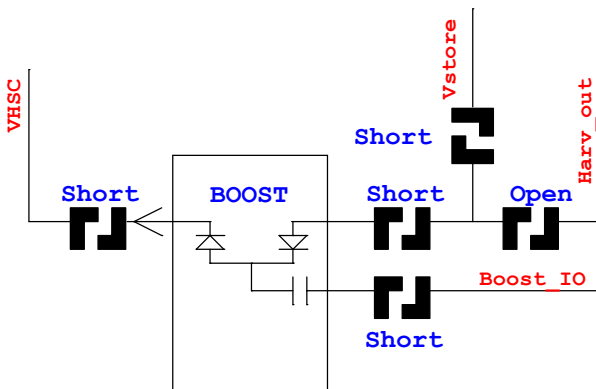 VHSC
Vstore
Harv_out
Short
Short
BOOST
Short
Open
Boost_IO
Short